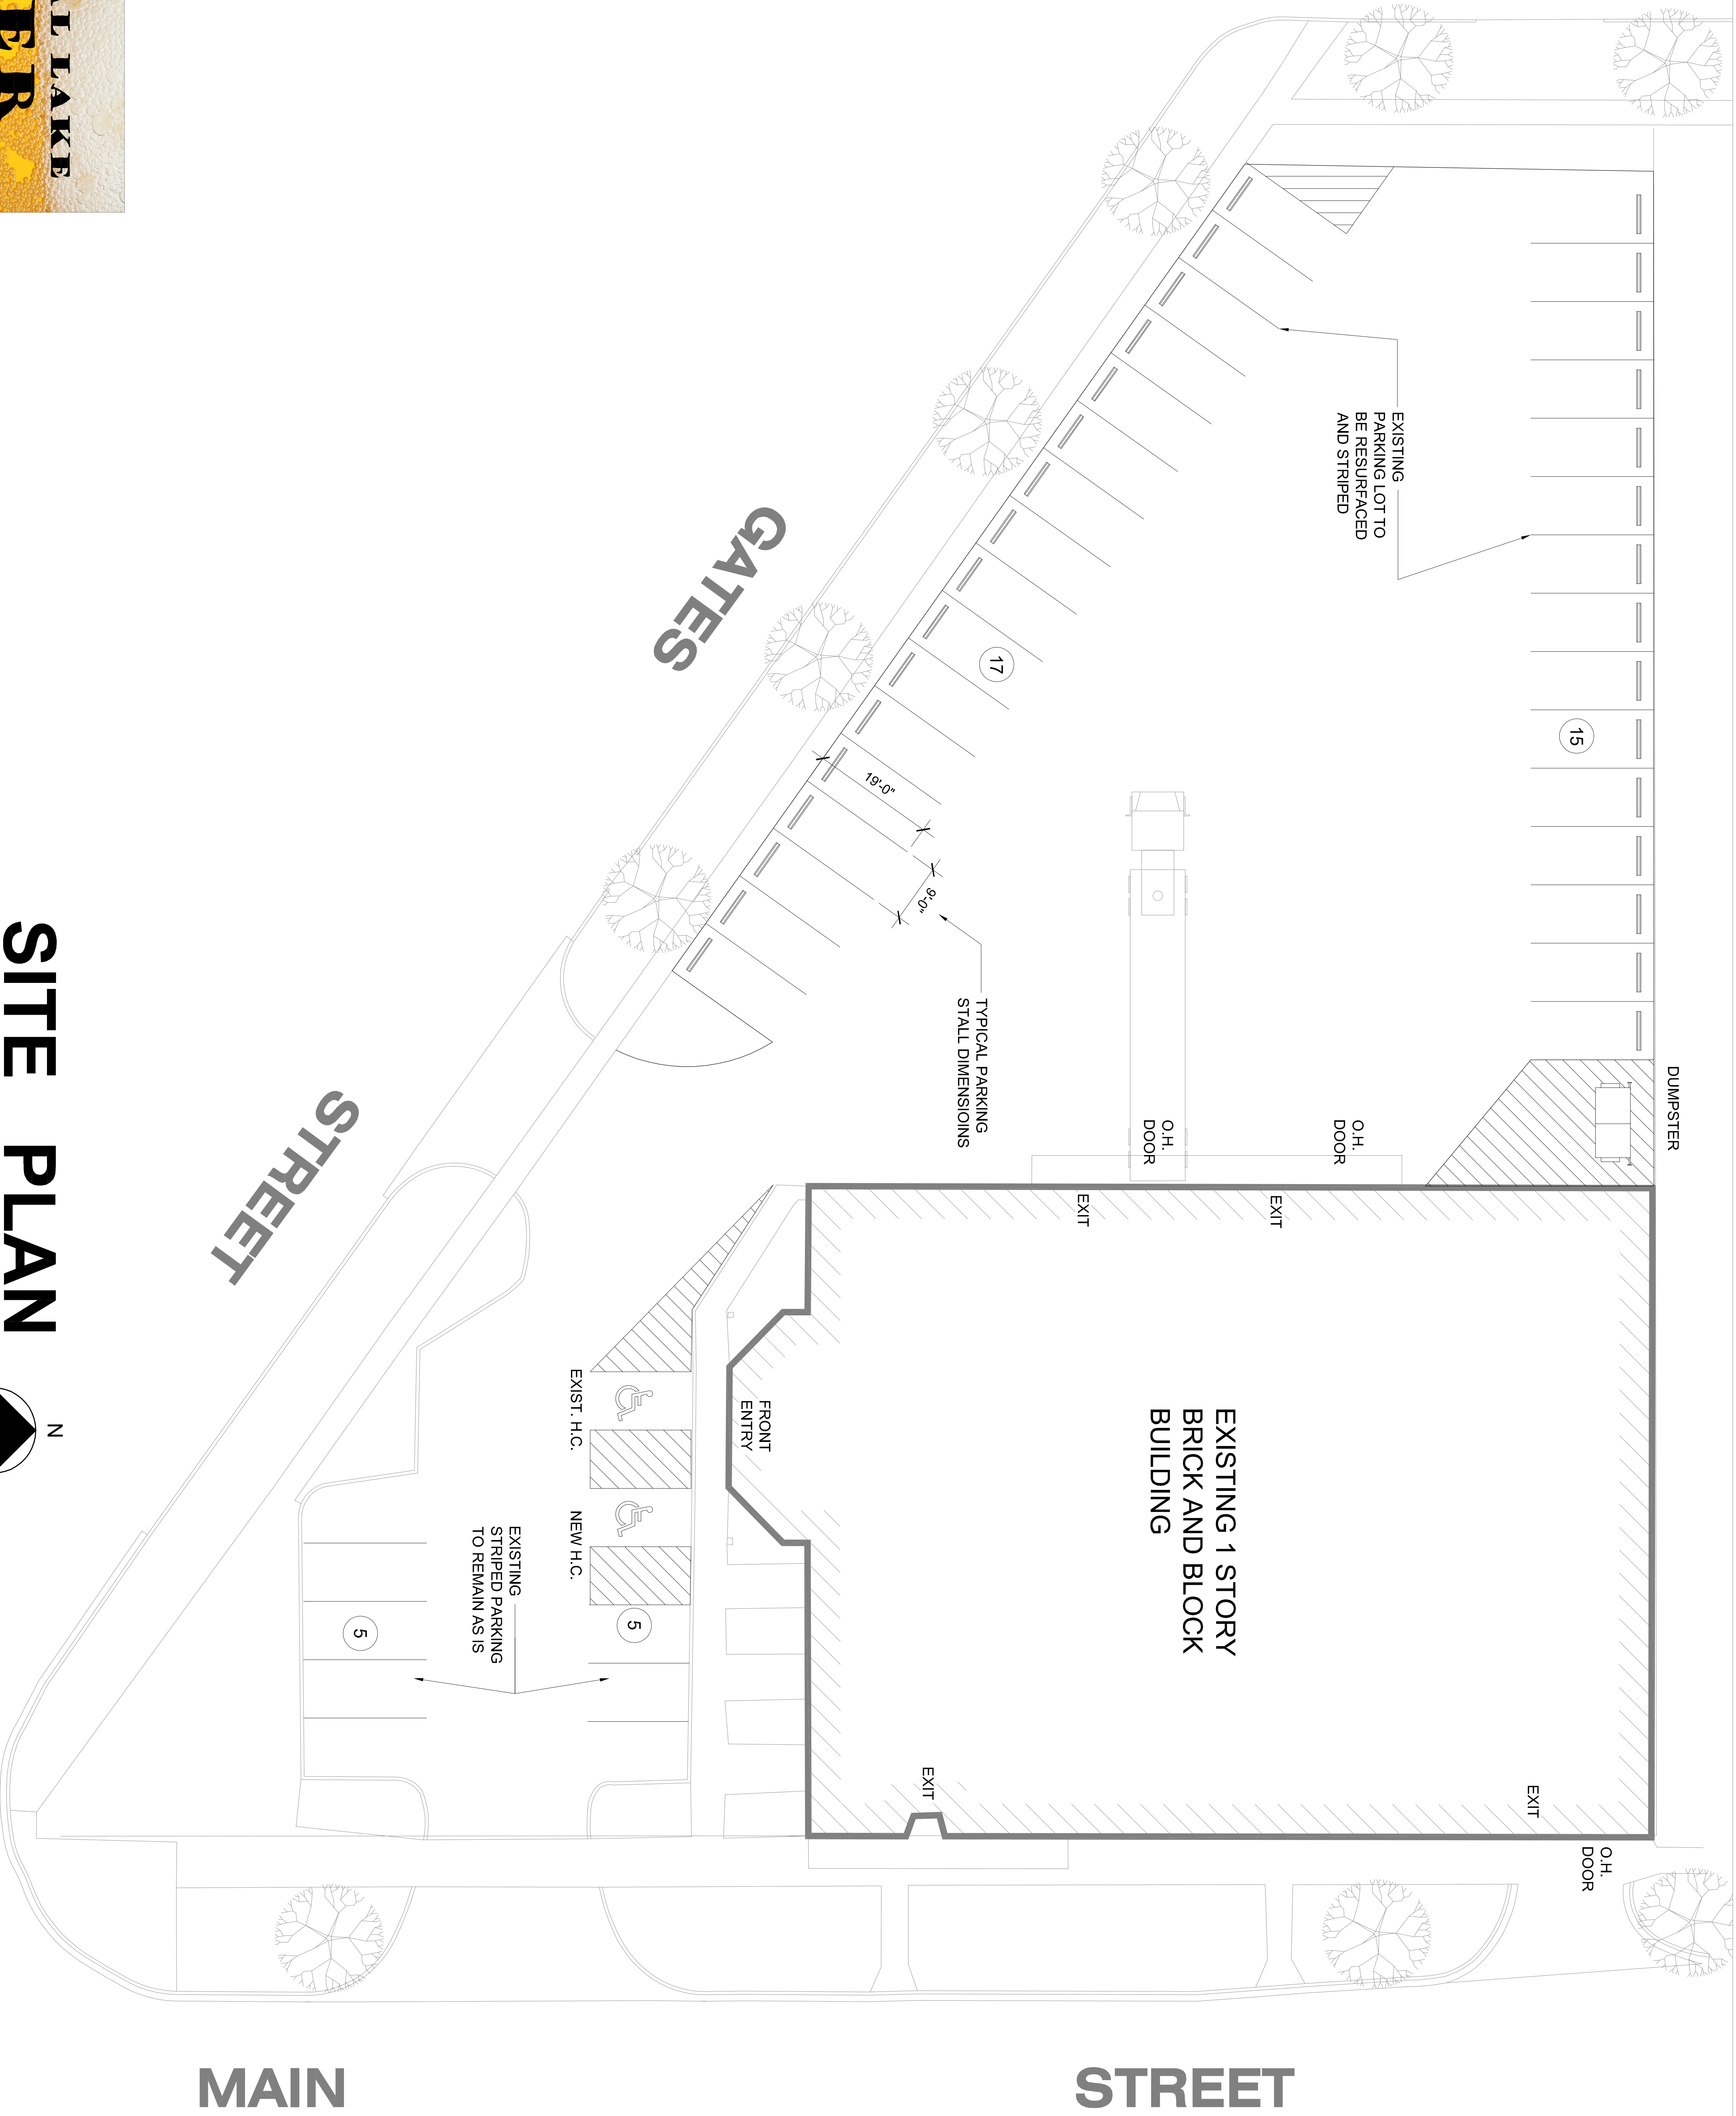 L LAKE
ER
EXISTING
PARKING LOT TO
BE RESURFACED
AND STRIPED
15
17
19'-0"
9'-0"
TYPICAL PARKING
STALL DIMENSIOINS
DUMPSTER
O.H.
DOOR
O.H.
DOOR
EXIT
EXIT
GATES
STREET
EXISTING 1 STORY
BRICK AND BLOCK
BUILDING
FRONT
ENTRY
EXIST. H.C.
NEW H.C.
5
5
EXISTING
STRIPED PARKING
TO REMAIN AS IS
EXIT
EXIT
O.H.
DOOR
MAIN
STREET
SITE PLAN
N